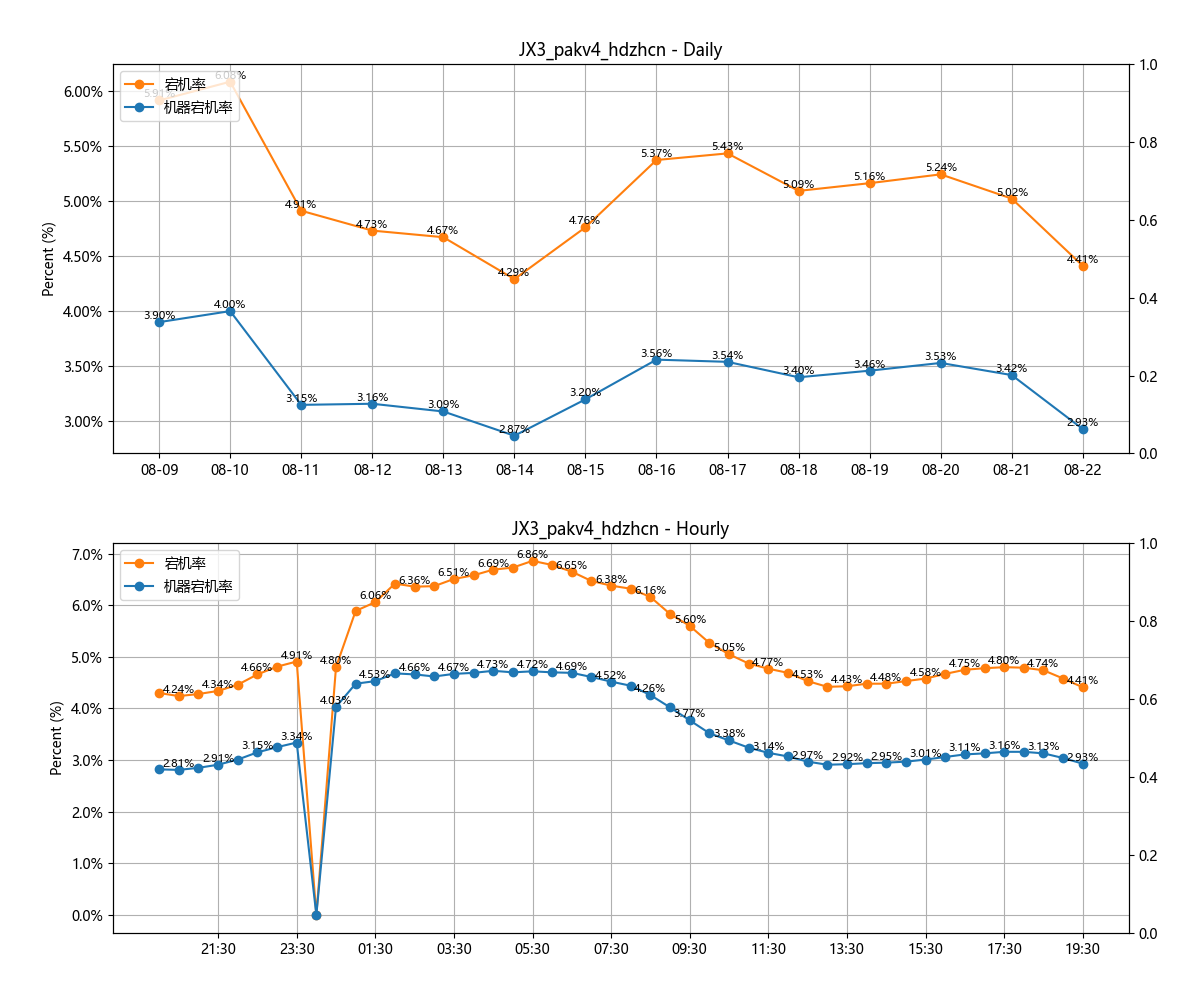 JX3_pakv4_hdzhcn - Daily
宕机率
机器宕机率
Percent (%)
6.00%
5.50%
5.00%
4.50%
4.00%
3.50%
3.00%
1.0
0.8
0.6
0.4
0.2
0.0
5.91% 6.08% 4.91% 4.73% 4.67% 4.29% 4.76% 5.37% 5.43% 5.09% 5.16% 5.24% 5.02% 4.41%
3.90% 4.00% 3.15% 3.16% 3.09% 2.87% 3.20% 3.56% 3.54% 3.40% 3.46% 3.53% 3.42% 2.93%
08-09 08-10 08-11 08-12 08-13 08-14 08-15 08-16 08-17 08-18 08-19 08-20 08-21 08-22
JX3_pakv4_hdzhcn - Hourly
宕机率
机器宕机率
Percent (%)
7.0%
6.0%
5.0%
4.0%
3.0%
2.0%
1.0%
0.0%
1.0
0.8
0.6
0.4
0.2
0.0
4.24% 4.34% 4.66% 4.91% 4.80% 6.06% 6.36% 6.51% 6.69% 6.86% 6.65% 6.38% 6.16% 5.60% 5.05% 4.77% 4.53% 4.43% 4.48% 4.58% 4.75% 4.80% 4.74% 4.41%
2.81% 2.91% 3.15% 3.34% 4.03% 4.53% 4.66% 4.67% 4.73% 4.72% 4.69% 4.52% 4.26% 3.77% 3.38% 3.14% 2.97% 2.92% 2.95% 3.01% 3.11% 3.16% 3.13% 2.93%
21:30 23:30 01:30 03:30 05:30 07:30 09:30 11:30 13:30 15:30 17:30 19:30